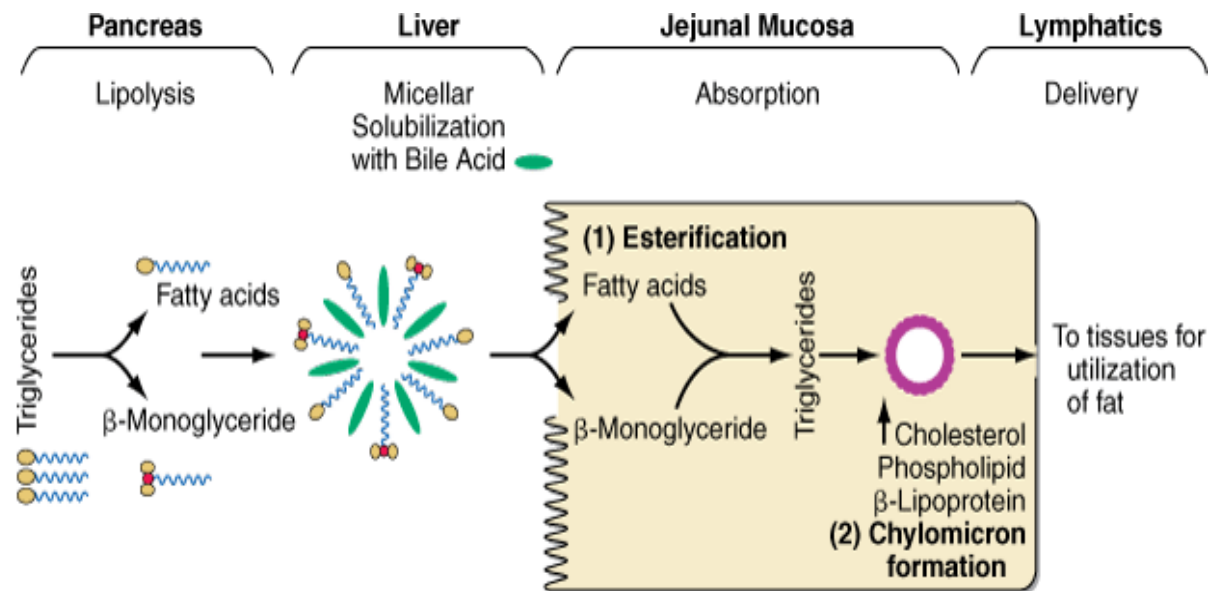 Pancreas
Liver
Jejunal Mucosa
Lymphatics
Lipolysis
Micellar
Solubilization
with Bile Acid
Absorption
Delivery
Triglycerides
Fatty acids
β-Monoglyceride
(1) Esterification
Fatty acids
β-Monoglyceride
Triglycerides
Cholesterol
Phospholipid
β-Lipoprotein
(2) Chylomicron
formation
To tissues for
utilization
of fat